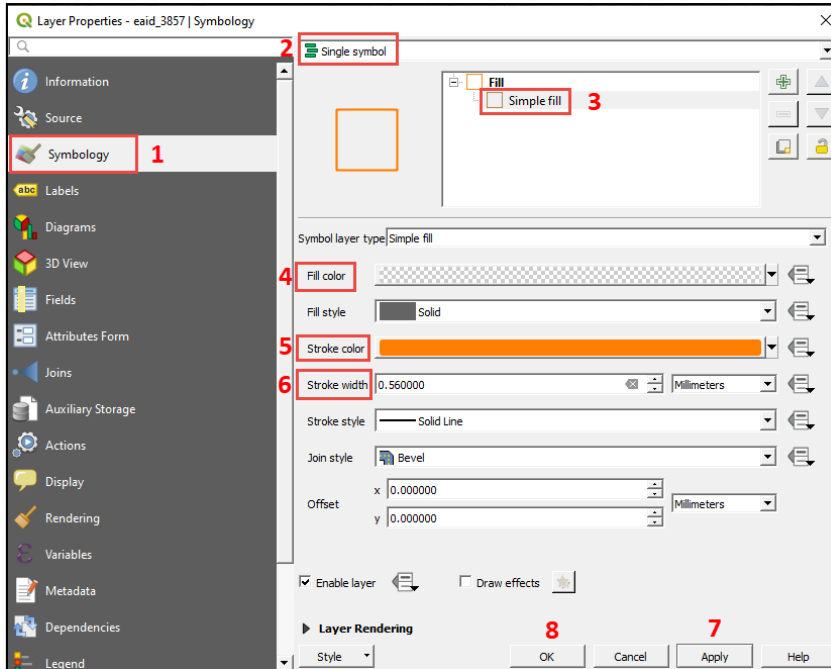 Layer Properties - eaid_3857 | Symbology
2 Single symbol
Information
Source
Symbology 1
Labels
abc
Diagrams
3D View
Fields
Attributes Form
Joins
Auxiliary Storage
Actions
Display
Rendering
Variables
Metadata
Dependencies
Legend
Fill
Simple fill 3
Symbol layer type Simple fill
4 Fill color
Fill style Solid
5 Stroke color
6 Stroke width 0.560000 Millimeters
Stroke style Solid Line
Join style Bevel
Offset x 0.000000 Millimeters
y 0.000000
Enable layer Draw effects
Layer Rendering
8 7
Style OK Cancel Apply Help